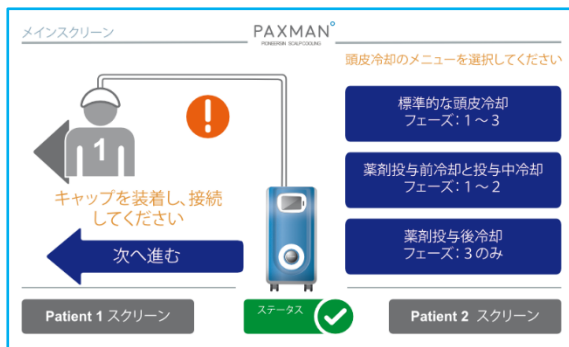 メインスクリーン
PAXMAN
PIONEERING SCALP COOLING
頭皮冷却のメニューを選択してください
1
キャップを装着し、接続
してください
次へ進む
標準的な頭皮冷却
フェーズ：1～3
薬剤投与前冷却と投与中冷却
フェーズ：1～2
薬剤投与後冷却
フェーズ：3のみ
Patient 1 スクリーン
ステータス
Patient 2 スクリーン